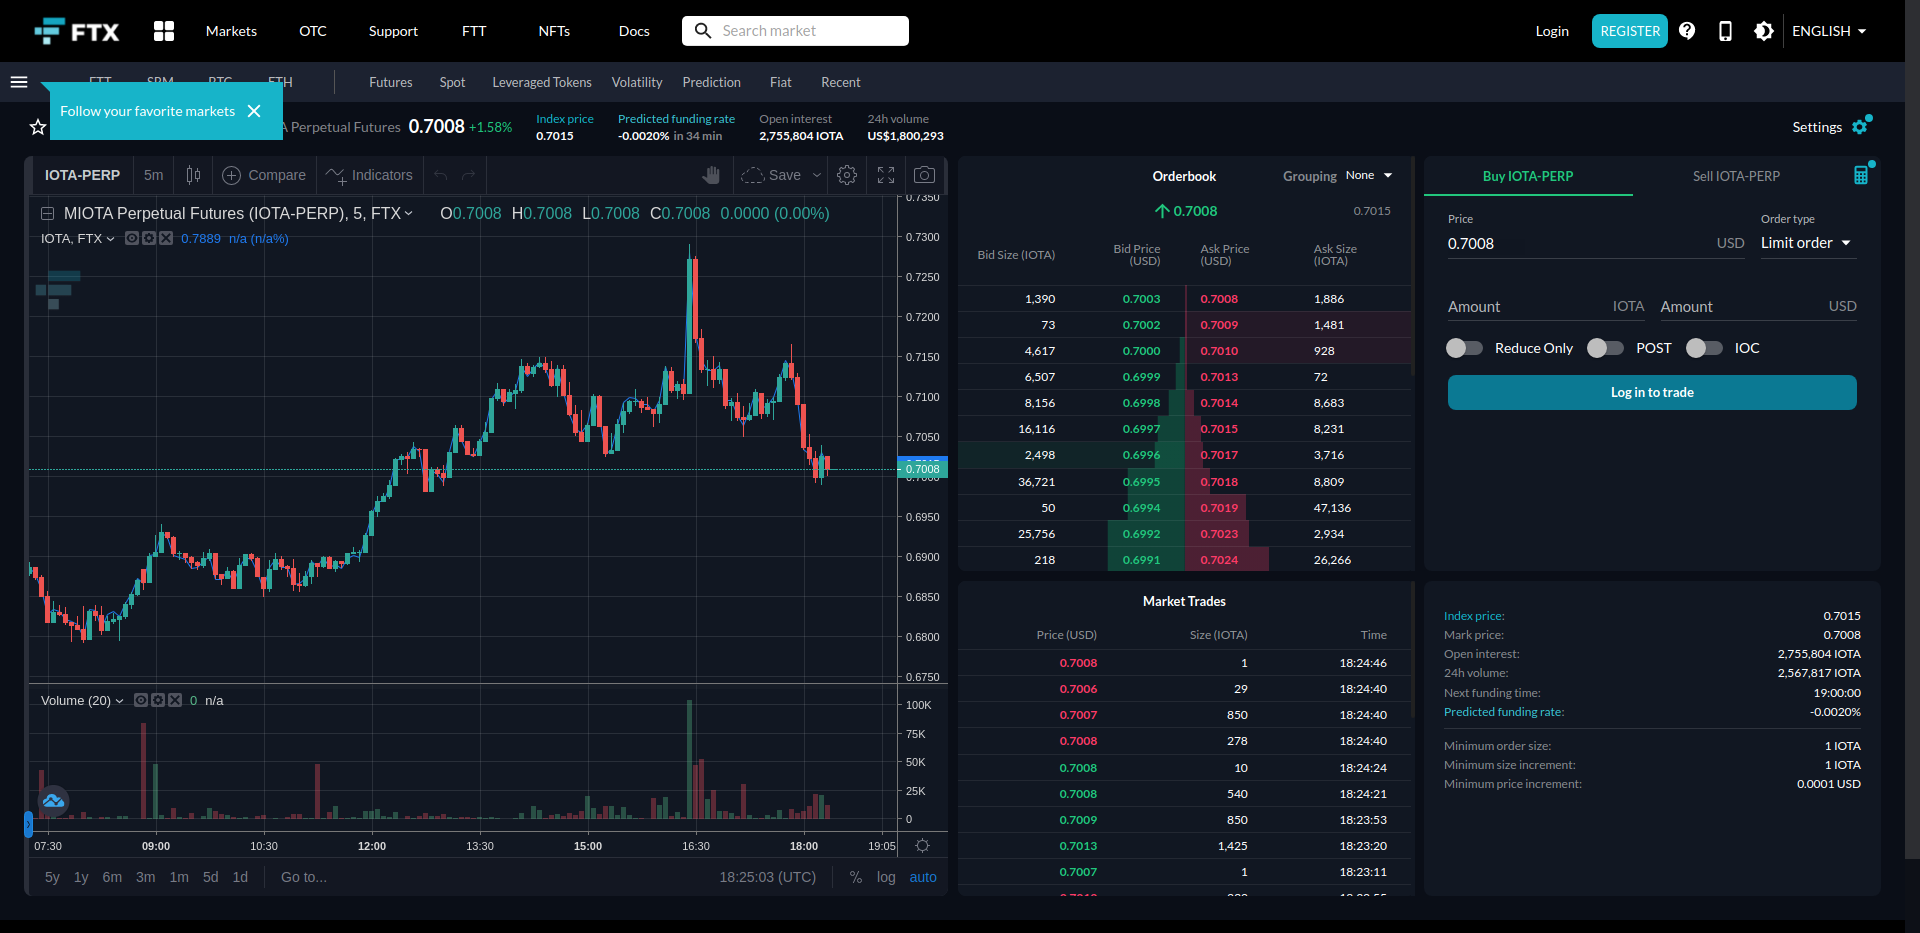 FTX
Markets OTC Support FTT NFTs Docs Search market Login REGISTER ENGLISH
FTT SRM BTC ETH Futures Spot Leveraged Tokens Volatility Prediction Fiat Recent
Follow your favorite markets
A Perpetual Futures 0.7008 +1.58%
Index price Predicted funding rate Open interest 24h volume
0.7015 -0.0020% in 34 min 2,755,804 IOTA US$1,800,293
Settings
IOTA-PERP 5m Compare Indicators Save
MIOTA Perpetual Futures (IOTA-PERP), 5, FTX O0.7008 H0.7008 L0.7008 C0.7008 0.0000 (0.00%)
IOTA, FTX 0.7889 n/a (n/a%)
0.7350
0.7300
0.7250
0.7200
0.7150
0.7100
0.7050
0.7008
0.7000
0.6950
0.6900
0.6850
0.6800
0.6750
Volume (20) 0 n/a
100K
75K
50K
25K
0
07:30 09:00 10:30 12:00 13:30 15:00 16:30 18:00 19:05
5y 1y 6m 3m 1m 5d 1d Go to... 18:25:03 (UTC) % log auto
Orderbook Grouping None
0.7008 0.7015
Bid Size (IOTA) Bid Price (USD) Ask Price (USD) Ask Size (IOTA)
1,390 0.7003 0.7008 1,886
73 0.7002 0.7009 1,481
4,617 0.7000 0.7010 928
6,507 0.6999 0.7013 72
8,156 0.6998 0.7014 8,683
16,116 0.6997 0.7015 8,231
2,498 0.6996 0.7017 3,716
36,721 0.6995 0.7018 8,809
50 0.6994 0.7019 47,136
25,756 0.6992 0.7023 2,934
218 0.6991 0.7024 26,266
Market Trades
Price (USD) Size (IOTA) Time
0.7008 1 18:24:46
0.7006 29 18:24:40
0.7007 850 18:24:40
0.7008 278 18:24:40
0.7008 10 18:24:24
0.7008 540 18:24:21
0.7009 850 18:23:53
0.7013 1,425 18:23:20
0.7007 1 18:23:11
Buy IOTA-PERP Sell IOTA-PERP
Price Order type
0.7008 USD Limit order
Amount IOTA Amount USD
Reduce Only POST IOC
Log in to trade
Index price: 0.7015
Mark price: 0.7008
Open interest: 2,755,804 IOTA
24h volume: 2,567,817 IOTA
Next funding time: 19:00:00
Predicted funding rate: -0.0020%
Minimum order size: 1 IOTA
Minimum size increment: 1 IOTA
Minimum price increment: 0.0001 USD